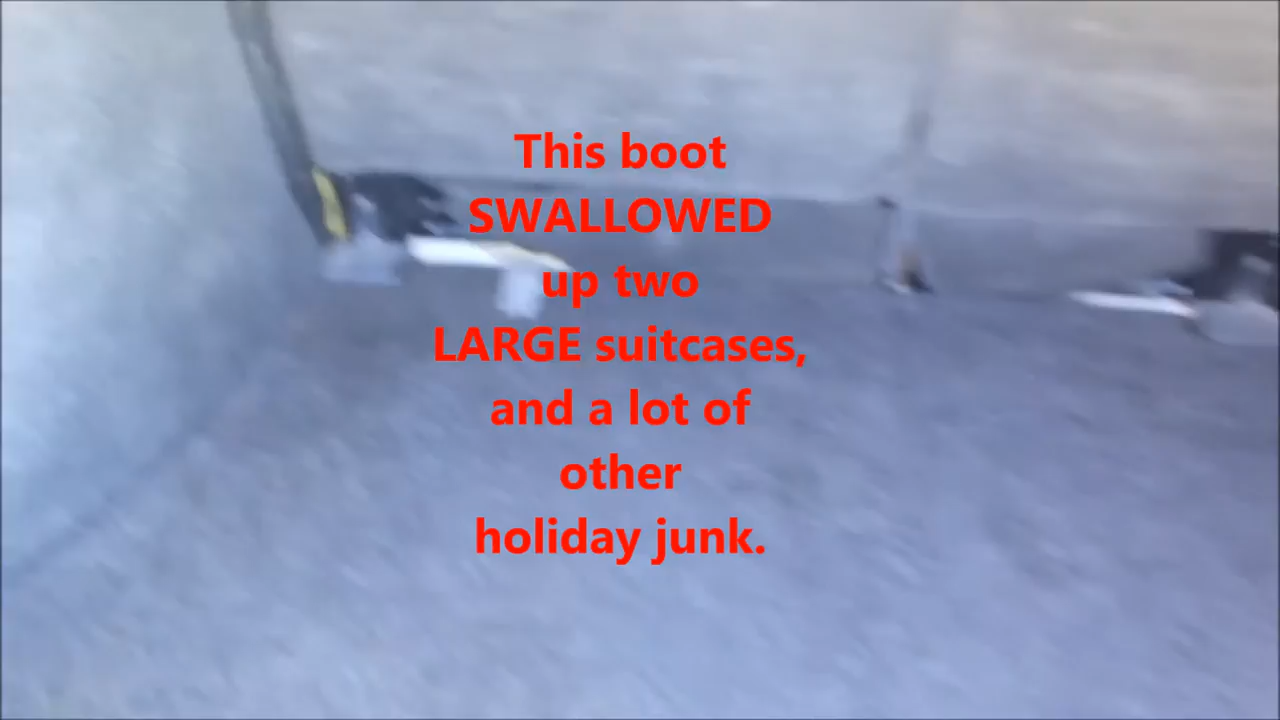 This boot
SWALLOWED
up two
LARGE suitcases,
and a lot of
other
holiday junk.